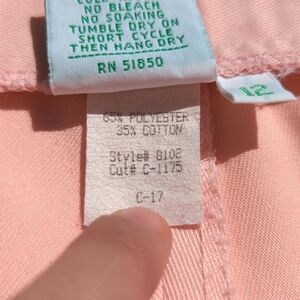 NO BLEACH
NO SOAKING
TUMBLE DRY ON
SHORT CYCLE
THEN HANG DRY
RN 51850
12
65% POLYESTER
35% COTTON
Style# 8102
Cut# C-1175
C-17